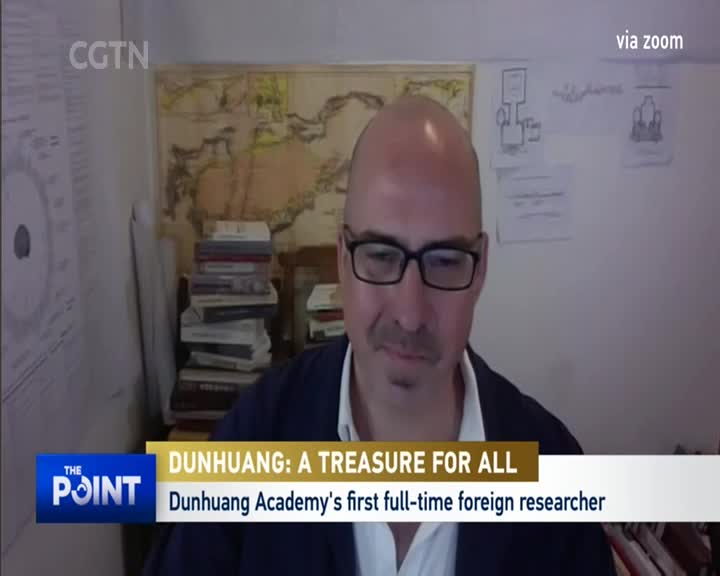 CGTN
via zoom
DUNHUANG: A TREASURE FOR ALL
THE
POINT
Dunhuang Academy's first full-time foreign researcher